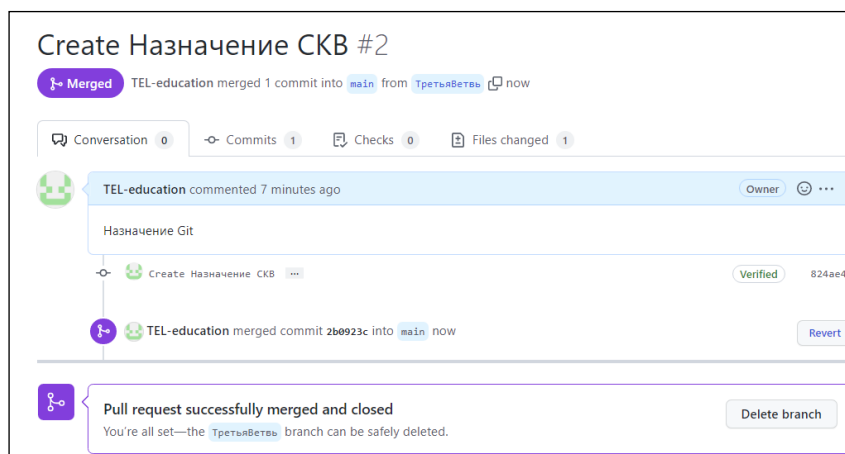 Create Назначение СКВ #2
Merged TEL-education merged 1 commit into main from ТретьяВетвь now
Conversation 0 Commits 1 Checks 0 Files changed 1
TEL-education commented 7 minutes ago Owner ...
Назначение Git
Create Назначение СКВ ... Verified 824ae4
TEL-education merged commit 2b0923c into main now Revert
Pull request successfully merged and closed
You're all set—the ТретьяВетвь branch can be safely deleted.
Delete branch